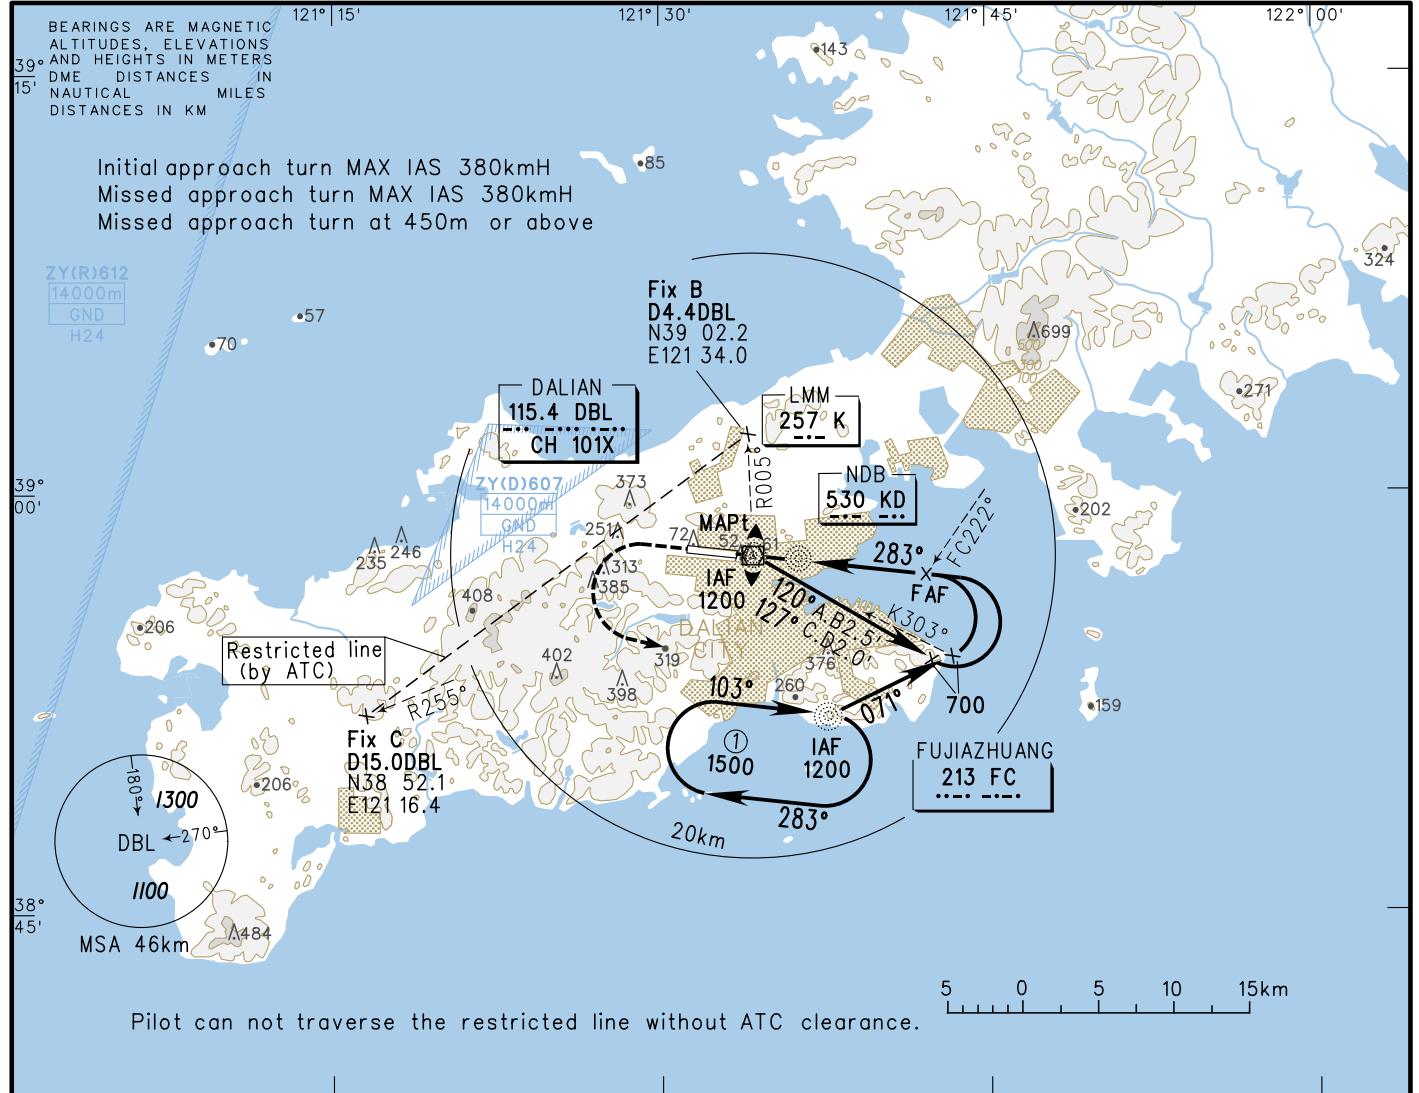 121° 15'
121° 30'
121° 45'
122° 00'
BEARINGS ARE MAGNETIC
ALTITUDES, ELEVATIONS
AND HEIGHTS IN METERS
DME DISTANCES IN
NAUTICAL MILES
DISTANCES IN KM
39°
15'
143
85
Initial approach turn MAX IAS 380kmH
Missed approach turn MAX IAS 380kmH
Missed approach turn at 450m or above
324
ZY(R)612
14000m
GND
H24
57
70
Fix B
D4.4DBL
N39 02.2
E121 34.0
699
500
300
100
271
DALIAN
115.4 DBL
CH 101X
LMM
257 K
NDB
530 KD
R005°
39°
00'
ZY(D)607
14000m
GND
H24
373
251
72
MAPt
52
61
202
235
246
313
385
408
IAF
1200
283°
FC222°
FAF
120° A.B2.5'
127° C.D2.0'
K303°
206
Restricted line
(by ATC)
DALIAN
CITY
319
376
402
398
103°
260
071°
700
159
R255°
Fix C
D15.0DBL
N38 52.1
E121 16.4
1
1500
IAF
1200
283°
FUJIAZHUANG
213 FC
20km
206
180°
1300
DBL
270°
1100
MSA 46km
38°
45'
484
5 0 5 10 15km
Pilot can not traverse the restricted line without ATC clearance.